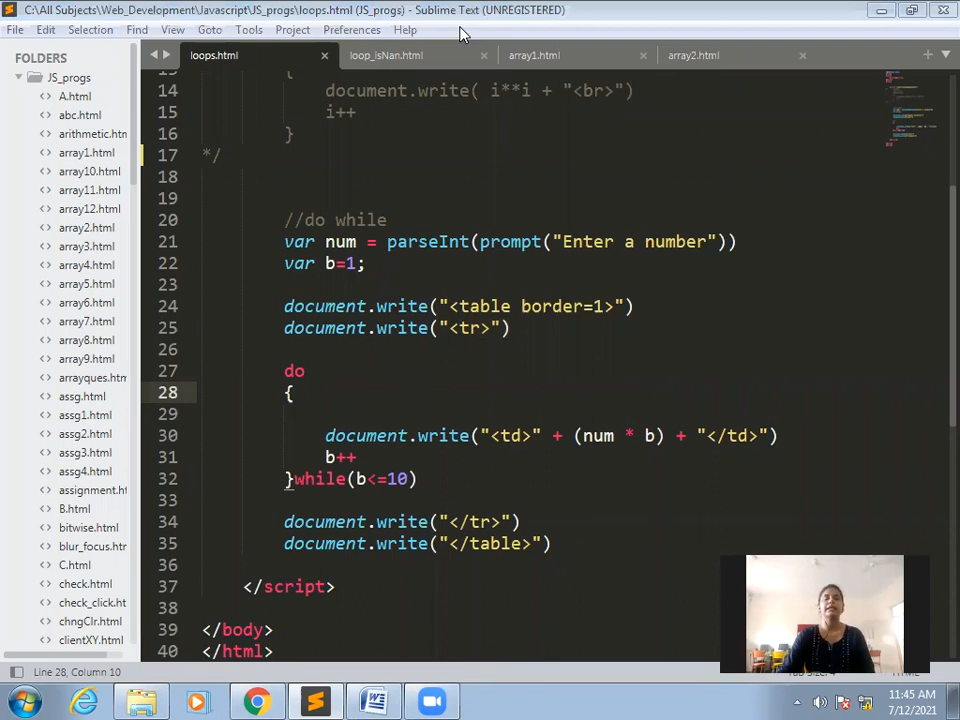 C:\All Subjects\Web_Development\Javascript\JS_progs\loops.html (JS_progs) - Sublime Text (UNREGISTERED)
File Edit Selection Find View Goto Tools Project Preferences Help
loops.html loop_isNan.html array1.html array2.html
FOLDERS
JS_progs
A.html
abc.html
arithmetic.htn
array1.html
array10.html
array11.html
array12.html
array2.html
array3.html
array4.html
array5.html
array6.html
array7.html
array8.html
array9.html
arrayques.htm
assg.html
assg1.html
assg2.html
assg3.html
assg4.html
assignment.ht
B.html
bitwise.html
blur_focus.htr
C.html
check.html
check_click.ht
chngClr.html
clientXY.html
13 {
14 document.write( i**i + "<br>")
15 i++
16 }
17 */
18
19
20 //do while
21 var num = parseInt(prompt("Enter a number"))
22 var b=1;
23
24 document.write("<table border=1>")
25 document.write("<tr>")
26
27 do
28 {
29
30 document.write("<td>" + (num * b) + "</td>")
31 b++
32 }while(b<=10)
33
34 document.write("</tr>")
35 document.write("</table>")
36
37 </script>
38
39 </body>
40 </html>
Line 28, Column 10
11:45 AM
7/12/2021